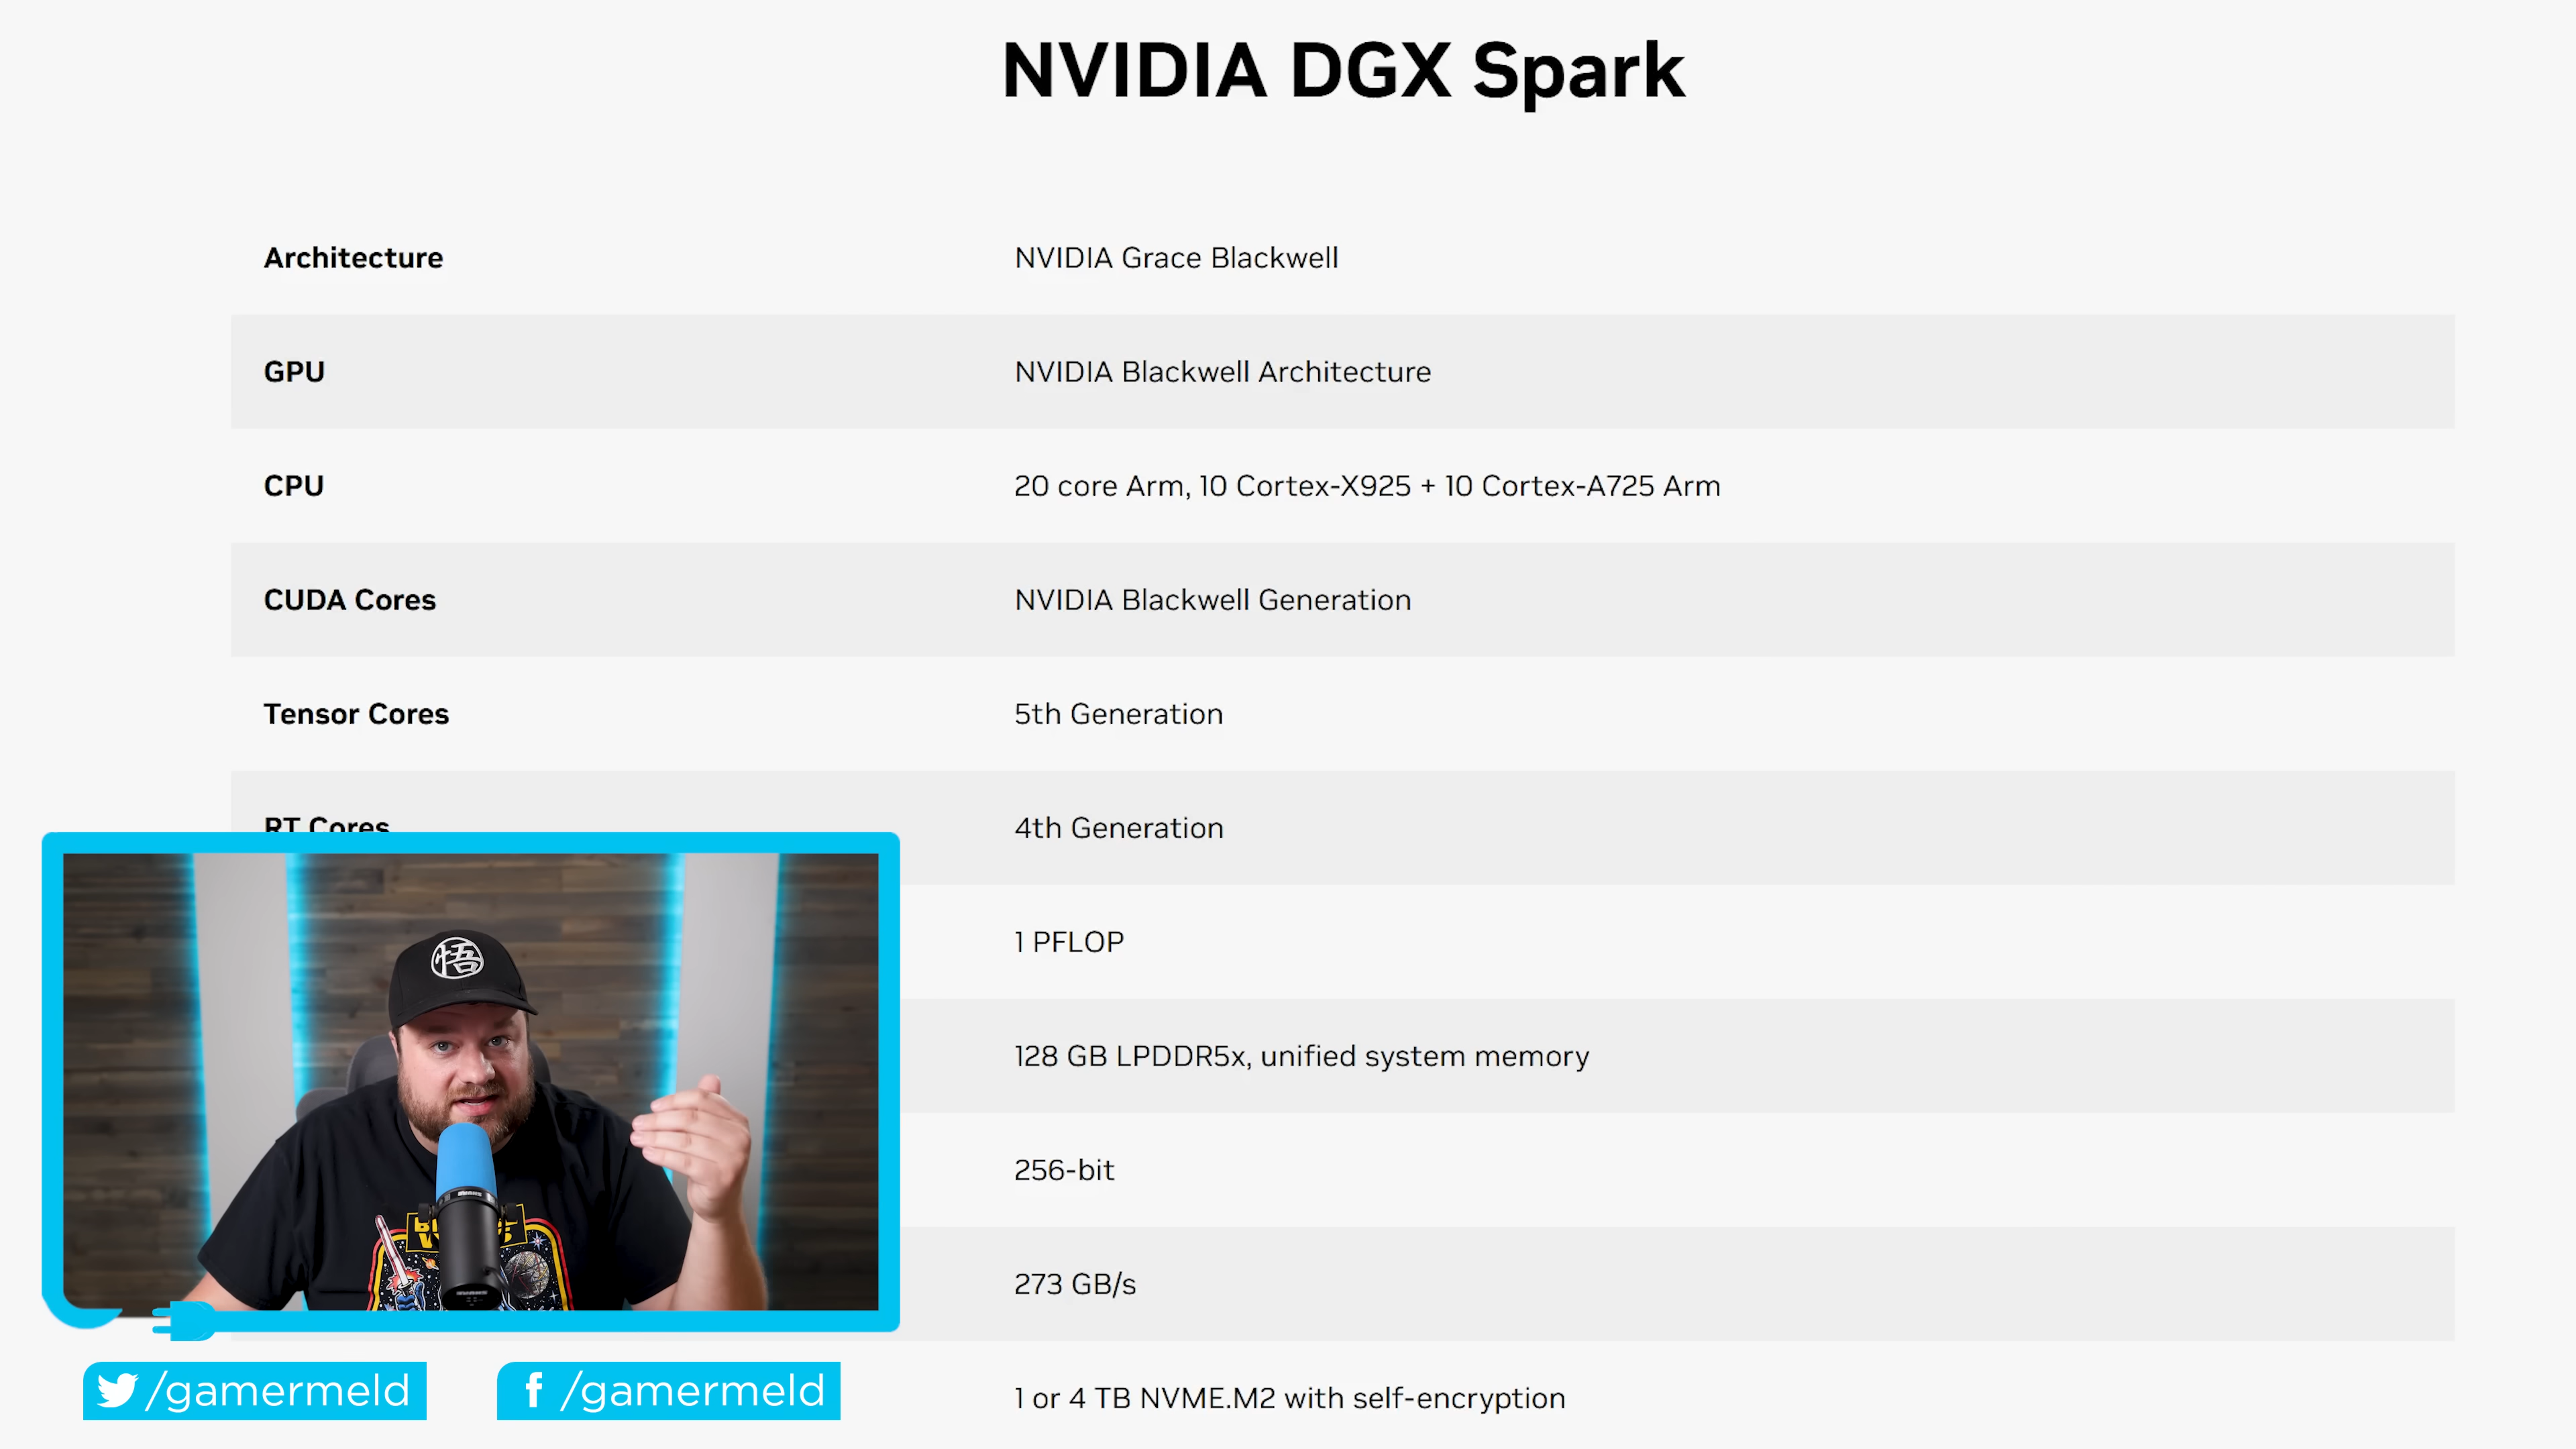 NVIDIA DGX Spark
Architecture NVIDIA Grace Blackwell
GPU NVIDIA Blackwell Architecture
CPU 20 core Arm, 10 Cortex-X925 + 10 Cortex-A725 Arm
CUDA Cores NVIDIA Blackwell Generation
Tensor Cores 5th Generation
RT Cores 4th Generation
1 PFLOP
128 GB LPDDR5x, unified system memory
256-bit
273 GB/s
1 or 4 TB NVME.M2 with self-encryption
悟
/gamermeld
/gamermeld